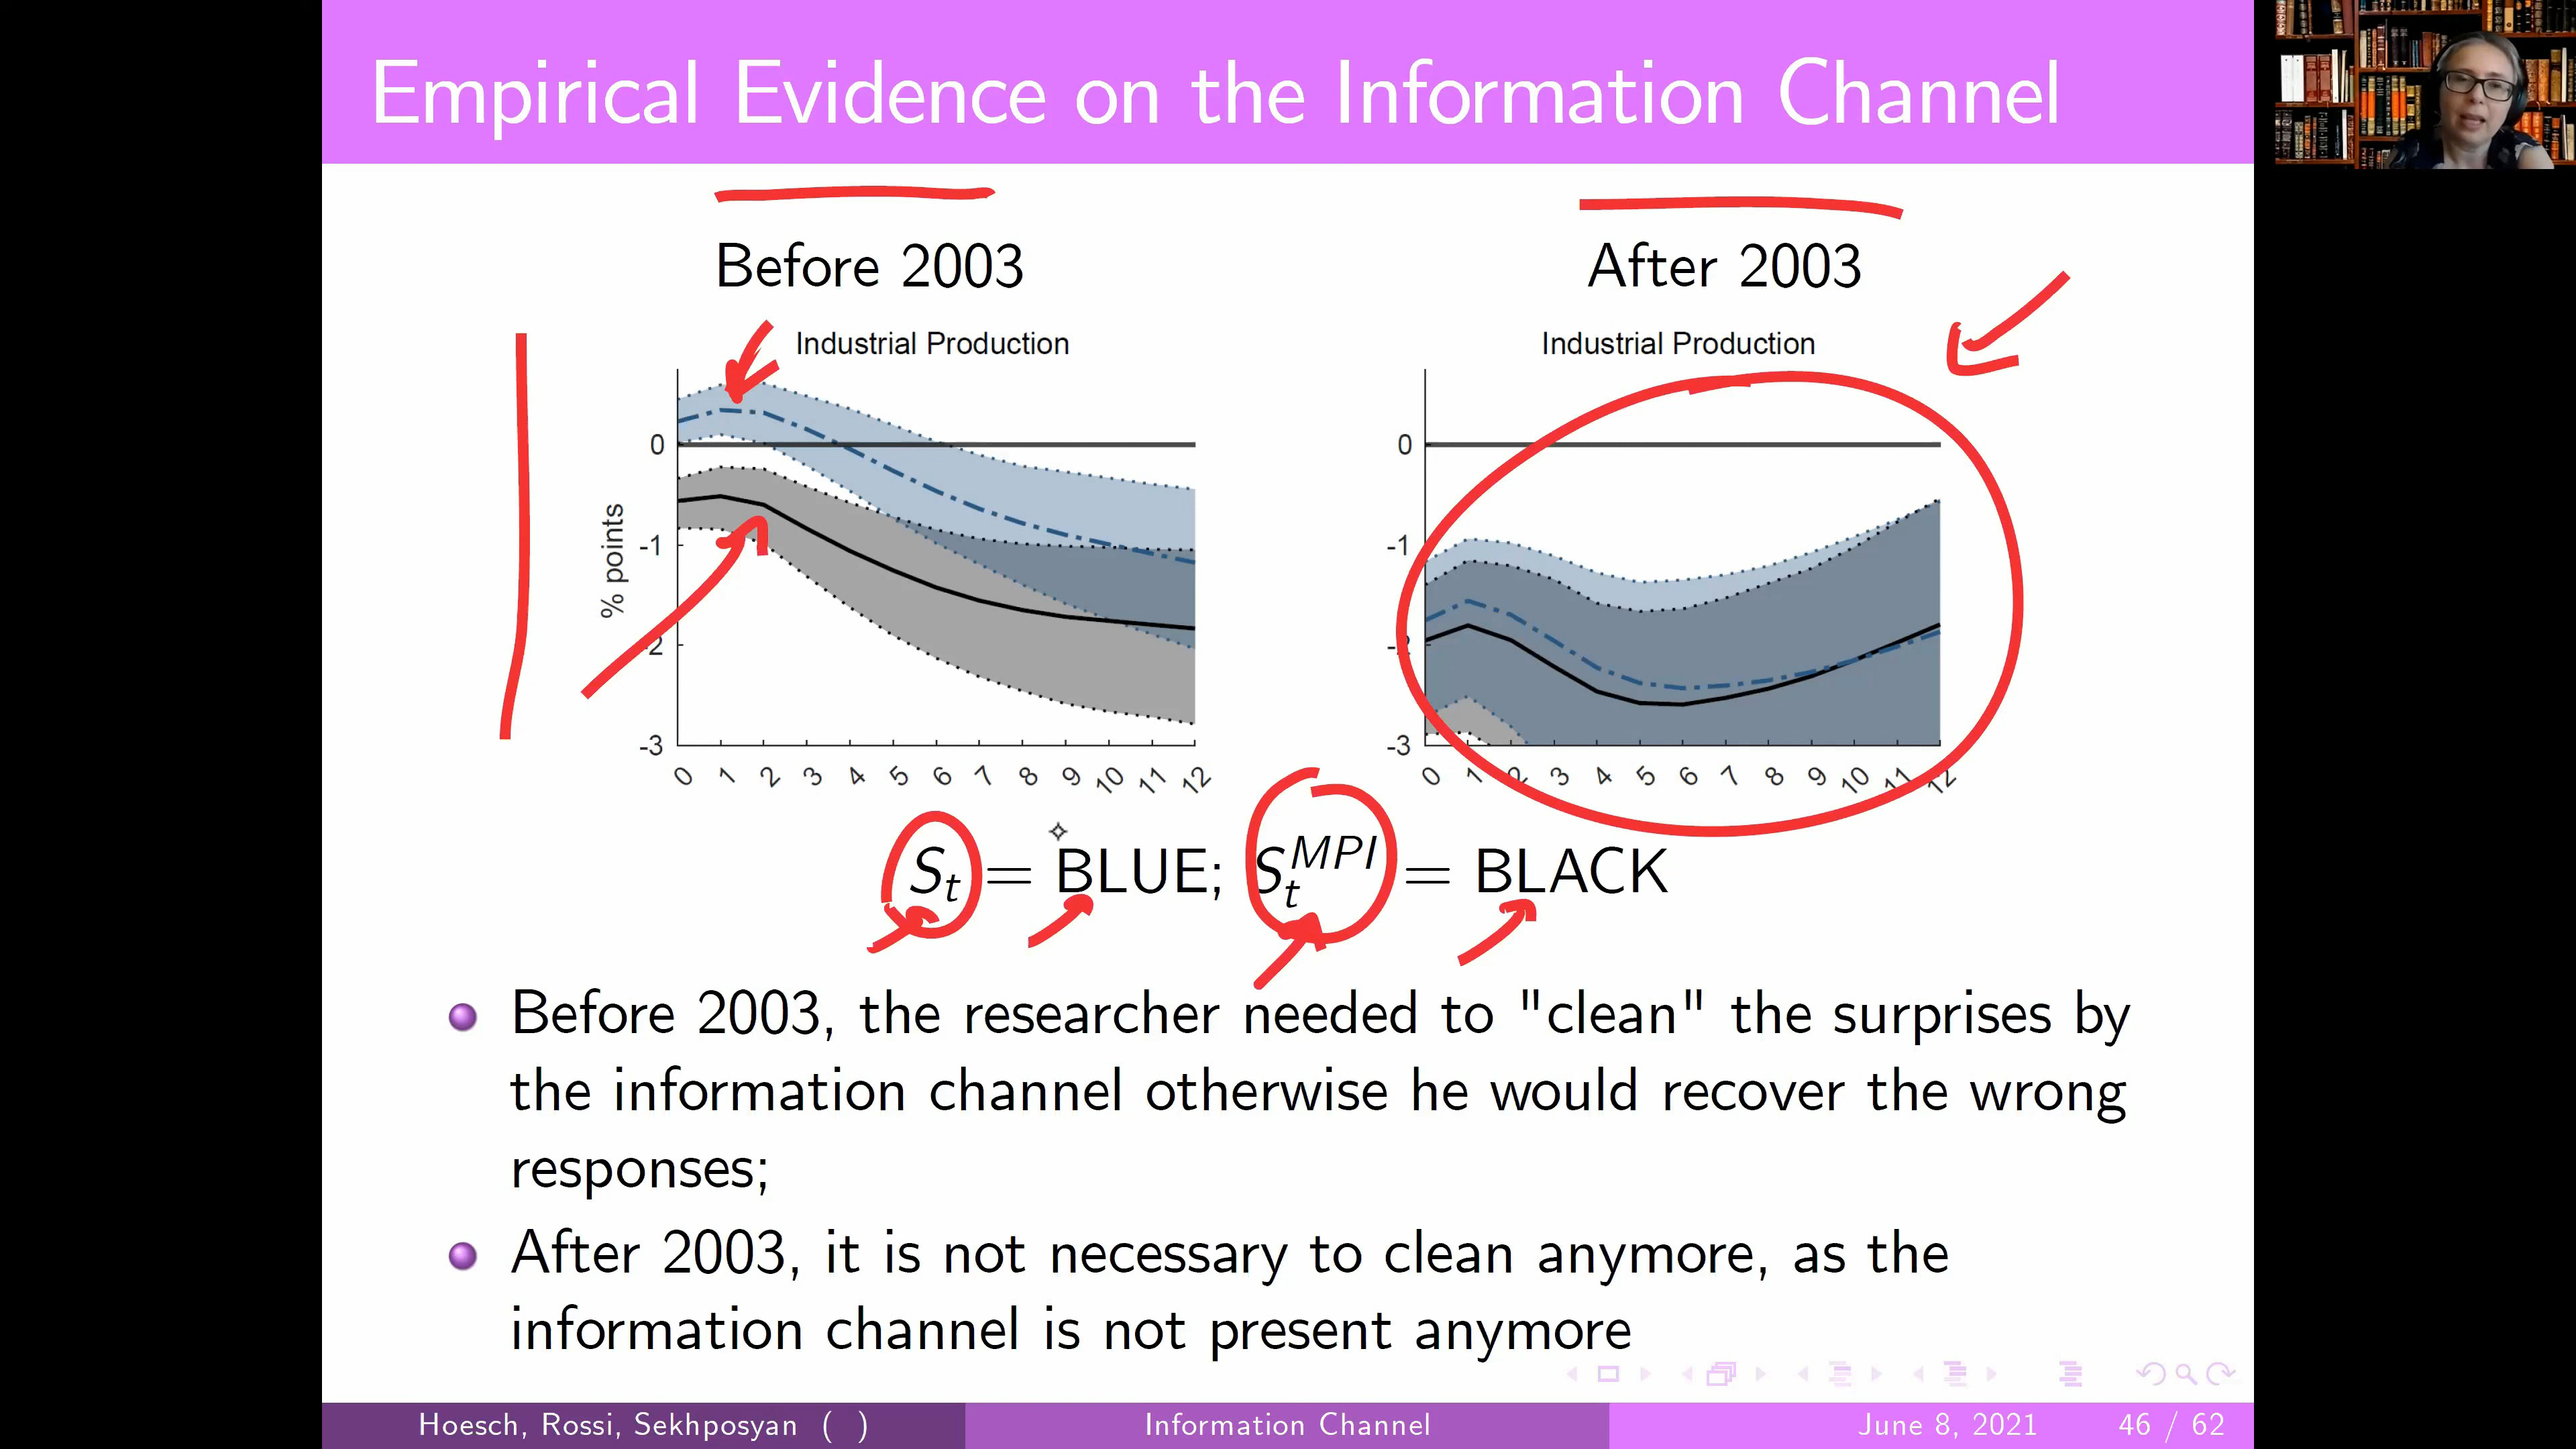 Empirical Evidence on the Information Channel
Before 2003
After 2003
Industrial Production
Industrial Production
% points
0
-1
-2
-3
0 1 2 3 4 5 6 7 8 9 10 11 12
0
-1
-2
-3
0 1 2 3 4 5 6 7 8 9 10 11 12
S_t = BLUE; S_t^MPI = BLACK
Before 2003, the researcher needed to "clean" the surprises by
the information channel otherwise he would recover the wrong
responses;
After 2003, it is not necessary to clean anymore, as the
information channel is not present anymore
Hoesch, Rossi, Sekhposyan ( )
Information Channel
June 8, 2021
46 / 62